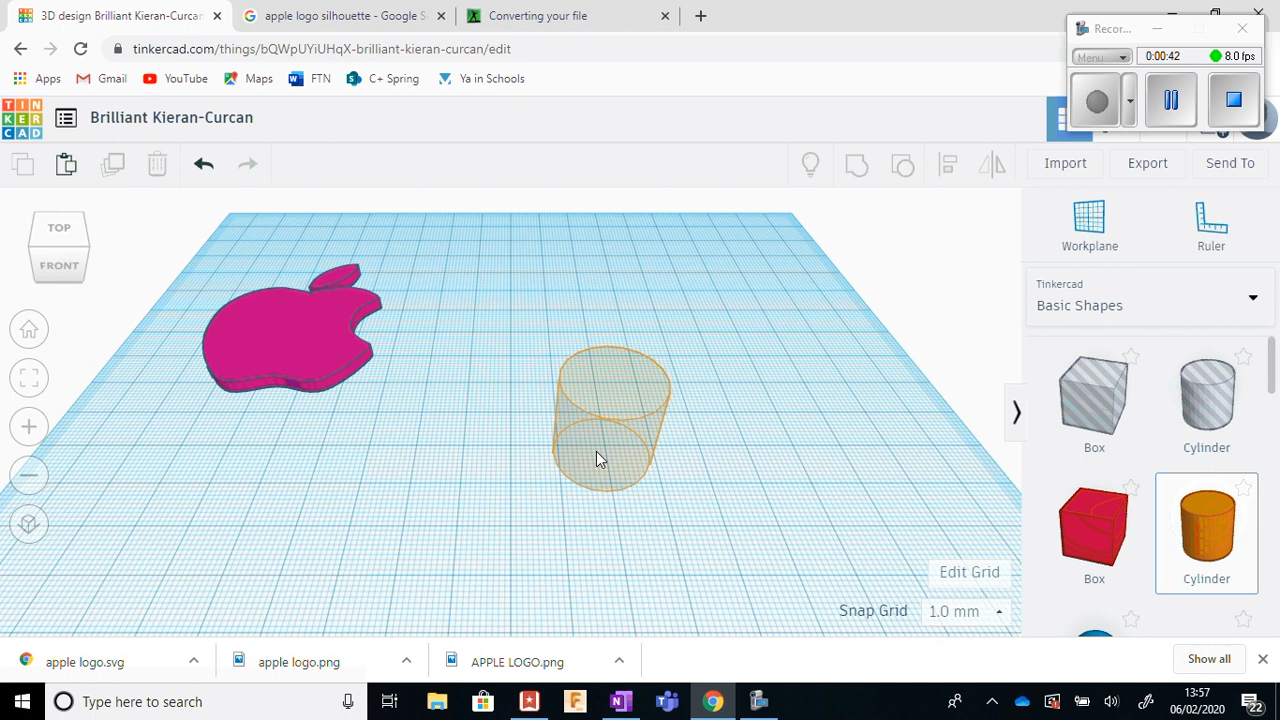 3D design Brilliant Kieran-Curcan
apple logo silhouette - Google S
Converting your file
Recor...
tinkercad.com/things/bQWpUYiUHqX-brilliant-kieran-curcan/edit
Menu
0:00:42
8.0 fps
Apps
Gmail
YouTube
Maps
FTN
C+ Spring
Ya in Schools
TIN
KER
CAD
Brilliant Kieran-Curcan
Import
Export
Send To
TOP
FRONT
Workplane
Ruler
Tinkercad
Basic Shapes
Box
Cylinder
Box
Cylinder
Edit Grid
Snap Grid
1.0 mm
apple logo.svg
apple logo.png
APPLE LOGO.png
Show all
Type here to search
13:57
06/02/2020
22